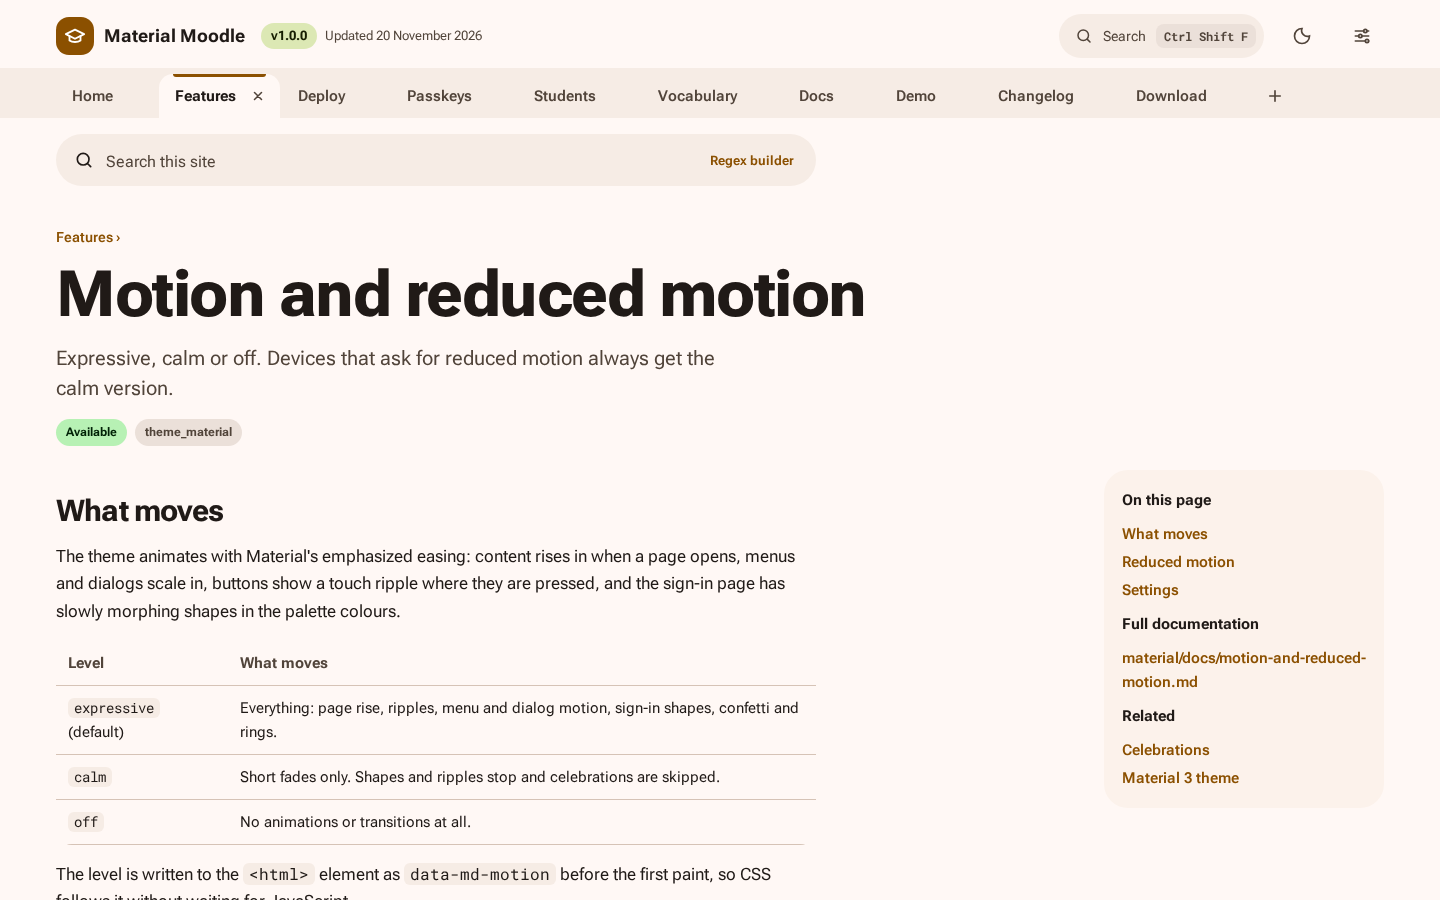 Material Moodle v1.0.0 Updated 20 November 2026 Search Ctrl Shift F
Home Features × Deploy Passkeys Students Vocabulary Docs Demo Changelog Download +
Search this site Regex builder
Features ›
Motion and reduced motion
Expressive, calm or off. Devices that ask for reduced motion always get the
calm version.
Available theme_material
What moves
The theme animates with Material's emphasized easing: content rises in when a page opens, menus
and dialogs scale in, buttons show a touch ripple where they are pressed, and the sign-in page has
slowly morphing shapes in the palette colours.
Level What moves
expressive Everything: page rise, ripples, menu and dialog motion, sign-in shapes, confetti and
(default) rings.
calm Short fades only. Shapes and ripples stop and celebrations are skipped.
off No animations or transitions at all.
The level is written to the <html> element as data-md-motion before the first paint, so CSS
follows it without waiting for JavaScript.
On this page
What moves
Reduced motion
Settings
Full documentation
material/docs/motion-and-reduced-
motion.md
Related
Celebrations
Material 3 theme